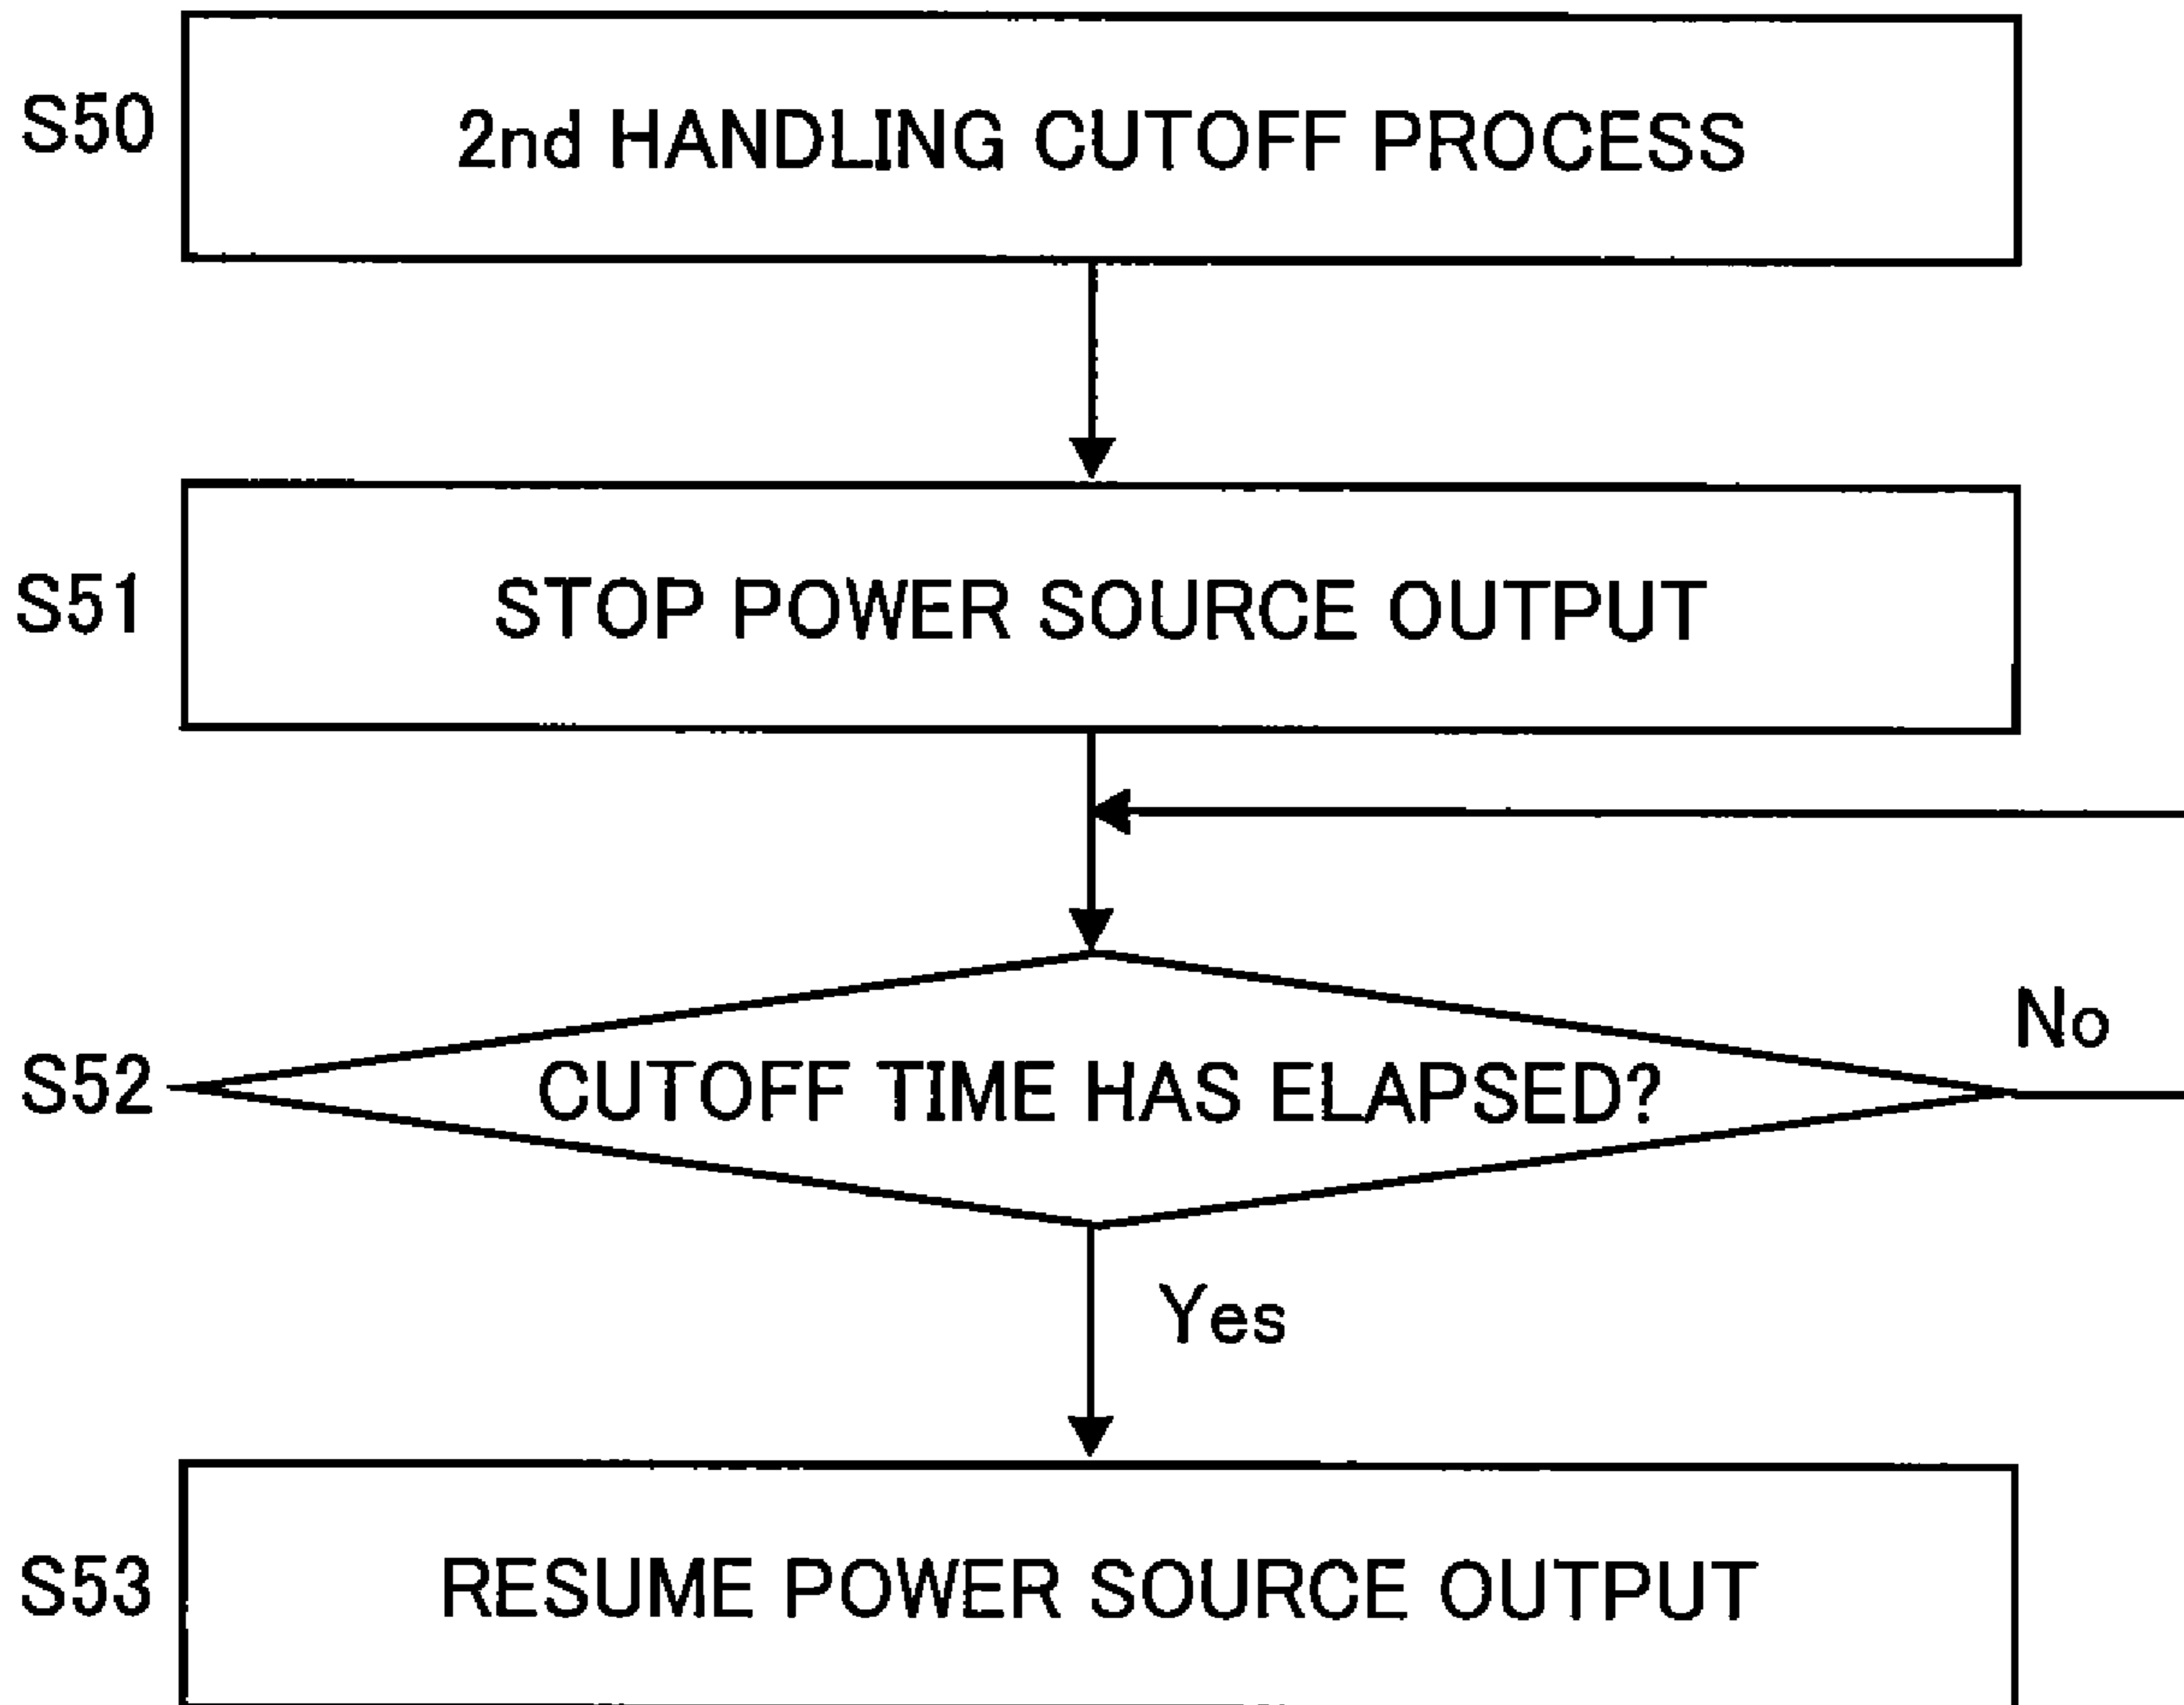 S50
2nd HANDLING CUTOFF PROCESS
S51
STOP POWER SOURCE OUTPUT
No
S52
CUTOFF TIME HAS ELAPSED?
Yes
S53
RESUME POWER SOURCE OUTPUT